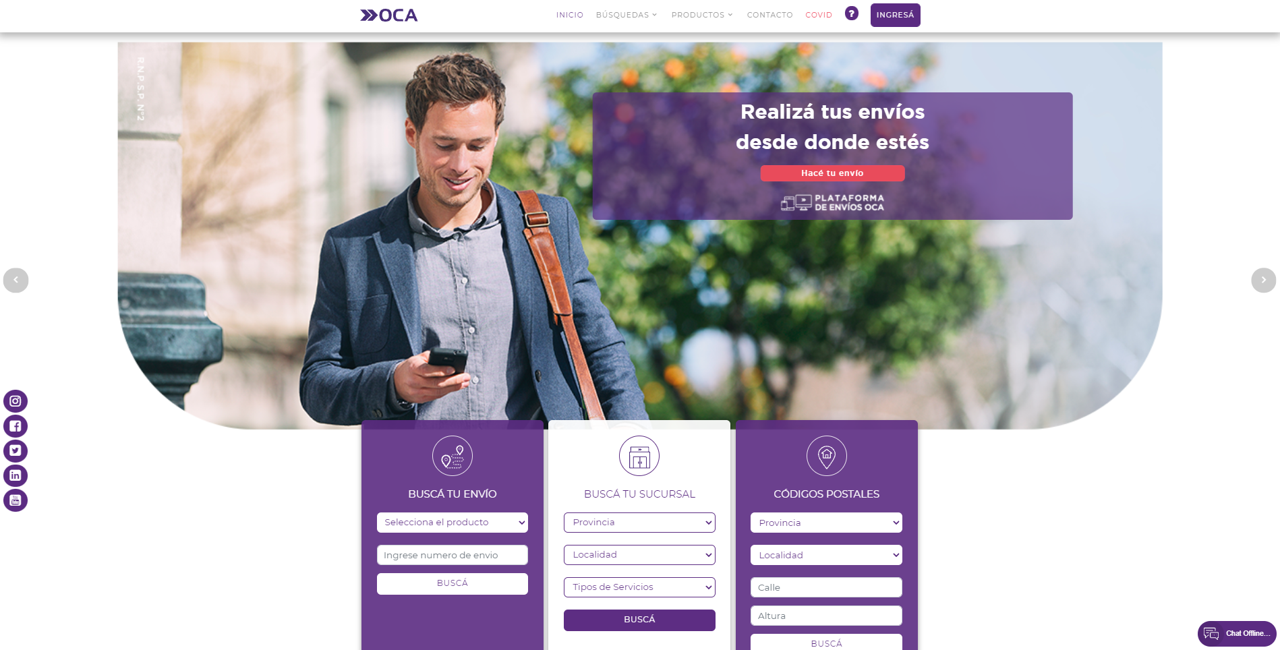 OCA
INICIO
BÚSQUEDAS
PRODUCTOS
CONTACTO
COVID
?
INGRESÁ
R.N.P.S.P. N°2
Realizá tus envíos
desde donde estés
Hacé tu envío
PLATAFORMA
DE ENVÍOS OCA
BUSCÁ TU ENVÍO
Selecciona el producto
Ingrese numero de envio
BUSCÁ
BUSCÁ TU SUCURSAL
Provincia
Localidad
Tipos de Servicios
BUSCÁ
CÓDIGOS POSTALES
Provincia
Localidad
Calle
Altura
BUSCÁ
Chat Offline...